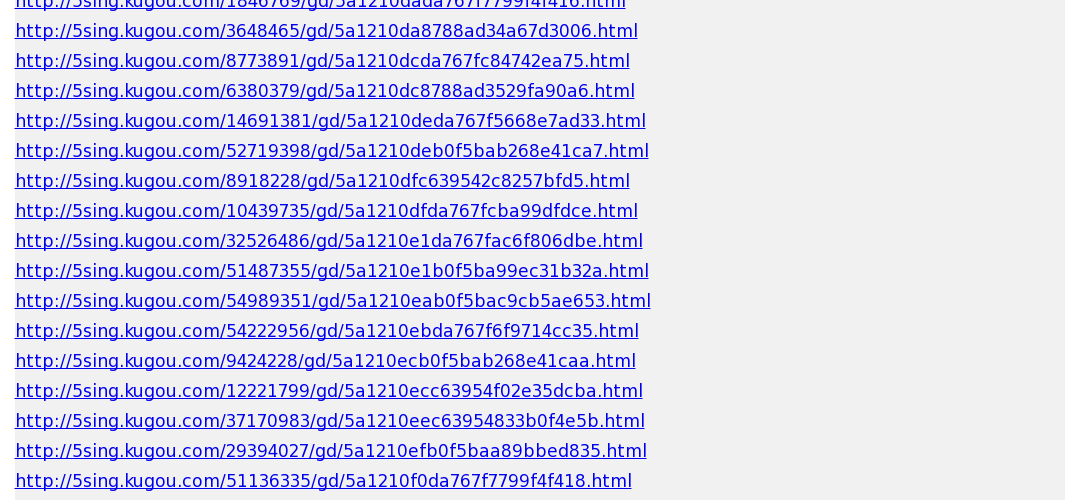 http://5sing.kugou.com/1846769/gd/5a1210dada767f7799f4f416.html
http://5sing.kugou.com/3648465/gd/5a1210da8788ad34a67d3006.html
http://5sing.kugou.com/8773891/gd/5a1210dcda767fc84742ea75.html
http://5sing.kugou.com/6380379/gd/5a1210dc8788ad3529fa90a6.html
http://5sing.kugou.com/14691381/gd/5a1210deda767f5668e7ad33.html
http://5sing.kugou.com/52719398/gd/5a1210deb0f5bab268e41ca7.html
http://5sing.kugou.com/8918228/gd/5a1210dfc639542c8257bfd5.html
http://5sing.kugou.com/10439735/gd/5a1210dfda767fcba99dfdce.html
http://5sing.kugou.com/32526486/gd/5a1210e1da767fac6f806dbe.html
http://5sing.kugou.com/51487355/gd/5a1210e1b0f5ba99ec31b32a.html
http://5sing.kugou.com/54989351/gd/5a1210eab0f5bac9cb5ae653.html
http://5sing.kugou.com/54222956/gd/5a1210ebda767f6f9714cc35.html
http://5sing.kugou.com/9424228/gd/5a1210ecb0f5bab268e41caa.html
http://5sing.kugou.com/12221799/gd/5a1210ecc63954f02e35dcba.html
http://5sing.kugou.com/37170983/gd/5a1210eec63954833b0f4e5b.html
http://5sing.kugou.com/29394027/gd/5a1210efb0f5baa89bbed835.html
http://5sing.kugou.com/51136335/gd/5a1210f0da767f7799f4f418.html